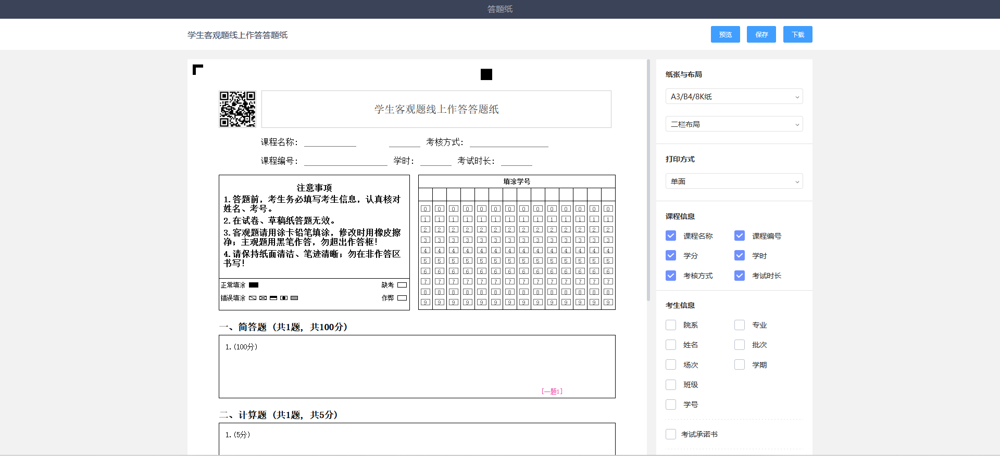 答题纸
学生客观题线上作答答题纸
预览 保存 下载
学生客观题线上作答答题纸
课程名称: 考核方式:
课程编号: 学时: 考试时长:
注意事项
1.答题前，考生务必填写考生信息，认真核对
姓名、考号。
2.在试卷、草稿纸答题无效。
3.客观题请用涂卡铅笔填涂，修改时用橡皮擦
净；主观题用黑笔作答，勿超出作答框！
4.请保持纸面清洁、笔迹清晰；勿在非作答区
书写！
正常填涂 缺考
错误填涂 作弊
填涂学号
0 0 0 0 0 0 0 0 0 0 0 0 0 0
1 1 1 1 1 1 1 1 1 1 1 1 1 1
2 2 2 2 2 2 2 2 2 2 2 2 2 2
3 3 3 3 3 3 3 3 3 3 3 3 3 3
4 4 4 4 4 4 4 4 4 4 4 4 4 4
5 5 5 5 5 5 5 5 5 5 5 5 5 5
6 6 6 6 6 6 6 6 6 6 6 6 6 6
7 7 7 7 7 7 7 7 7 7 7 7 7 7
8 8 8 8 8 8 8 8 8 8 8 8 8 8
9 9 9 9 9 9 9 9 9 9 9 9 9 9
一、简答题 (共1题, 共100分)
1.(100分)
[一题1]
二、计算题 (共1题, 共5分)
1.(5分)
纸张与布局
A3/B4/8K纸
二栏布局
打印方式
单面
课程信息
课程名称 课程编号
学分 学时
考核方式 考试时长
考生信息
院系 专业
姓名 批次
场次 学期
班级
学号
考试承诺书